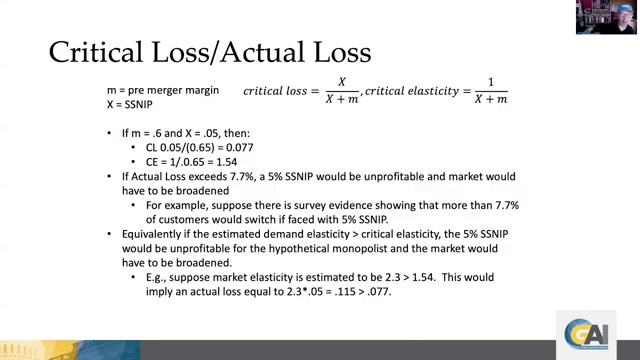 Critical Loss/Actual Loss
m = pre merger margin
X = SSNIP
critical loss = X / (X + m), critical elasticity = 1 / (X + m)
• If m = .6 and X = .05, then:
• CL 0.05/(0.65) = 0.077
• CE = 1/.0.65 = 1.54
• If Actual Loss exceeds 7.7%, a 5% SSNIP would be unprofitable and market would
have to be broadened
• For example, suppose there is survey evidence showing that more than 7.7%
of customers would switch if faced with 5% SSNIP.
• Equivalently if the estimated demand elasticity > critical elasticity, the 5% SSNIP
would be unprofitable for the hypothetical monopolist and the market would
have to be broadened.
• E.g., suppose market elasticity is estimated to be 2.3 > 1.54. This would
imply an actual loss equal to 2.3*.05 = .115 > .077.
GAI